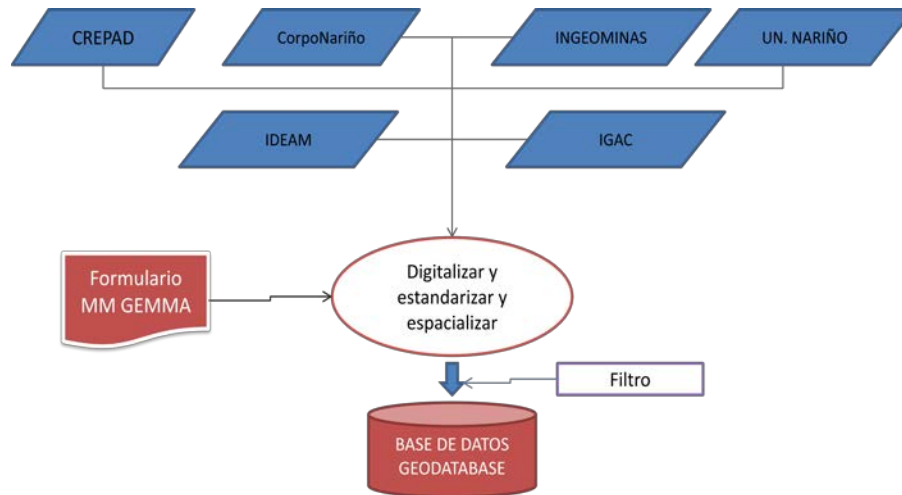 CREPAD
CorpoNariño
INGEOMINAS
UN. NARIÑO
IDEAM
IGAC
Formulario
MM GEMMA
Digitalizar y
estandarizar y
espacializar
Filtro
BASE DE DATOS
GEODATABASE